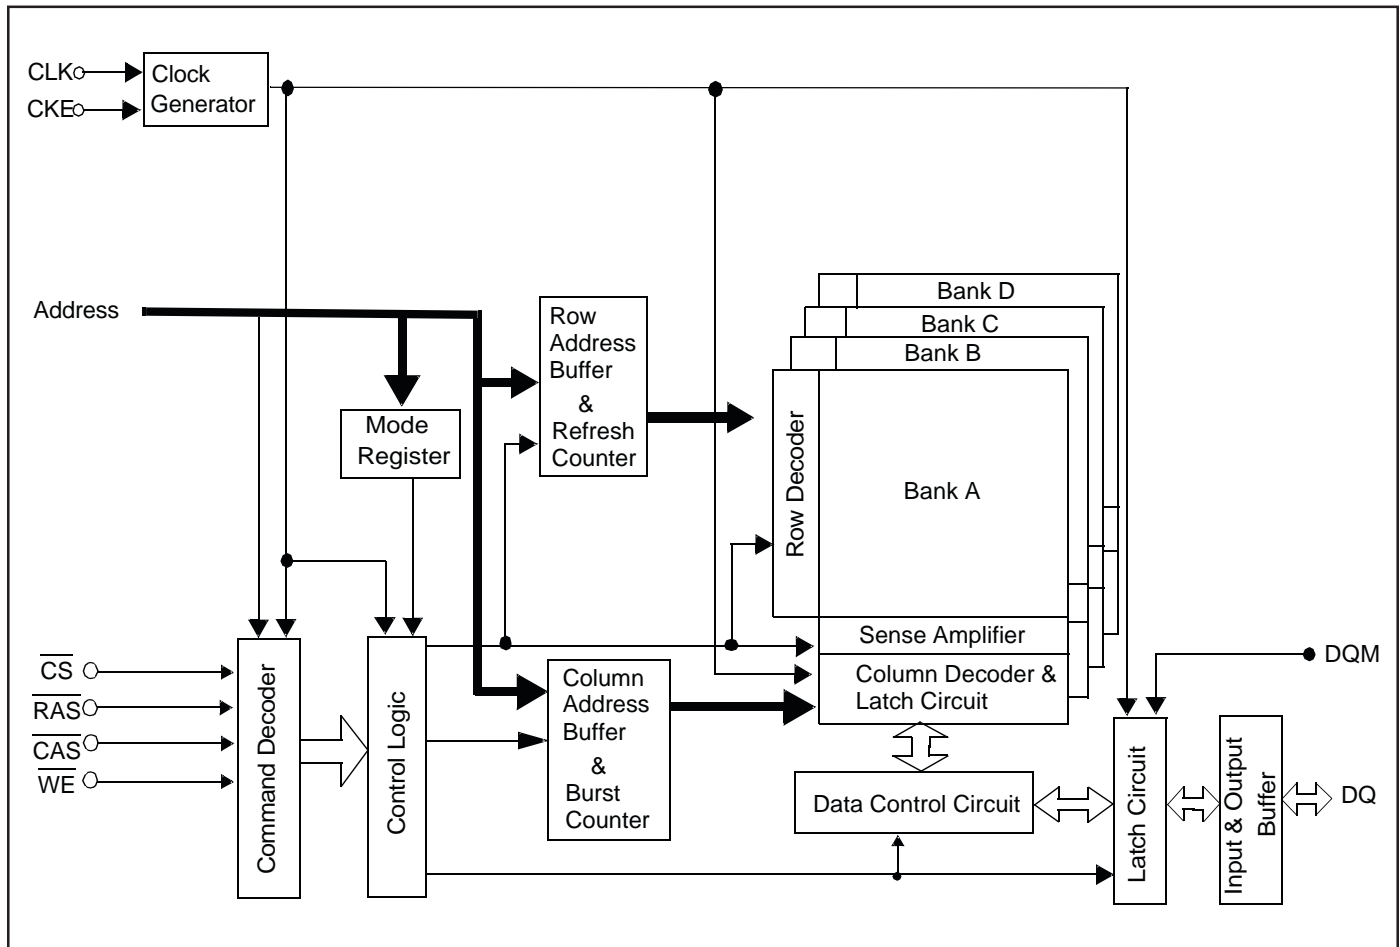 CLK
CKE
Clock
Generator
Address
Row
Address
Buffer
&
Refresh
Counter
Mode
Register
Bank D
Bank C
Bank B
Bank A
Row Decoder
Sense Amplifier
Column Decoder &
Latch Circuit
CS
RAS
CAS
WE
Command Decoder
Control Logic
Column
Address
Buffer
&
Burst
Counter
Data Control Circuit
Latch Circuit
Input & Output
Buffer
DQM
DQ